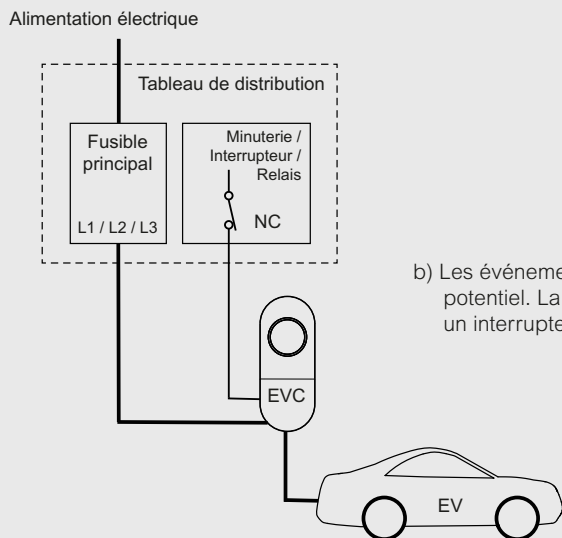 Alimentation électrique
Tableau de distribution
Fusible
principal
L1 / L2 / L3
Minuterie /
Interrupteur /
Relais
NC
b) Les événeme
potentiel. La
un interrupte
EVC
EV